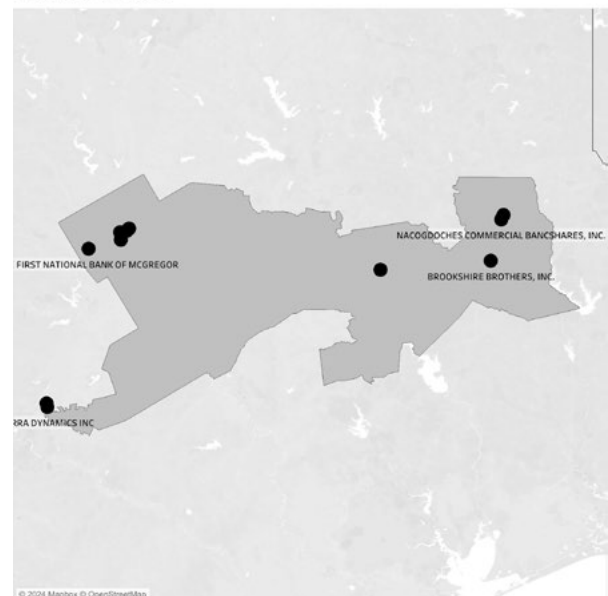 NACOGDOCHES COMMERCIAL BANCSHARES, INC.
FIRST NATIONAL BANK OF MCGREGOR
BROOKSHIRE BROTHERS, INC.
RRA DYNAMICS INC
© 2024 Mapbox © OpenStreetMap